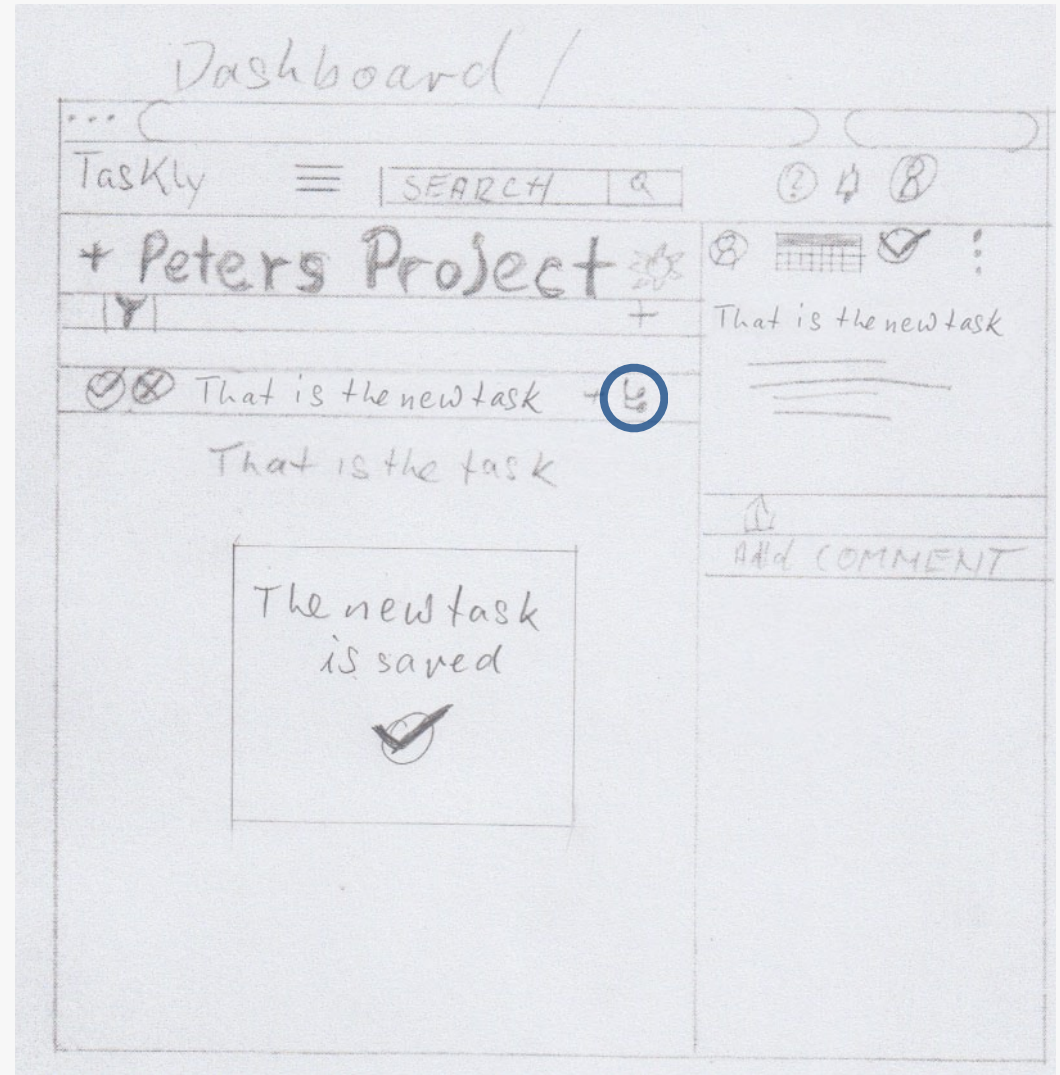 Dashboard /
Taskly
SEARCH
+ Peters Project
+
That is the new task
That is the new task
That is the task
Add COMMENT
The new task
is saved